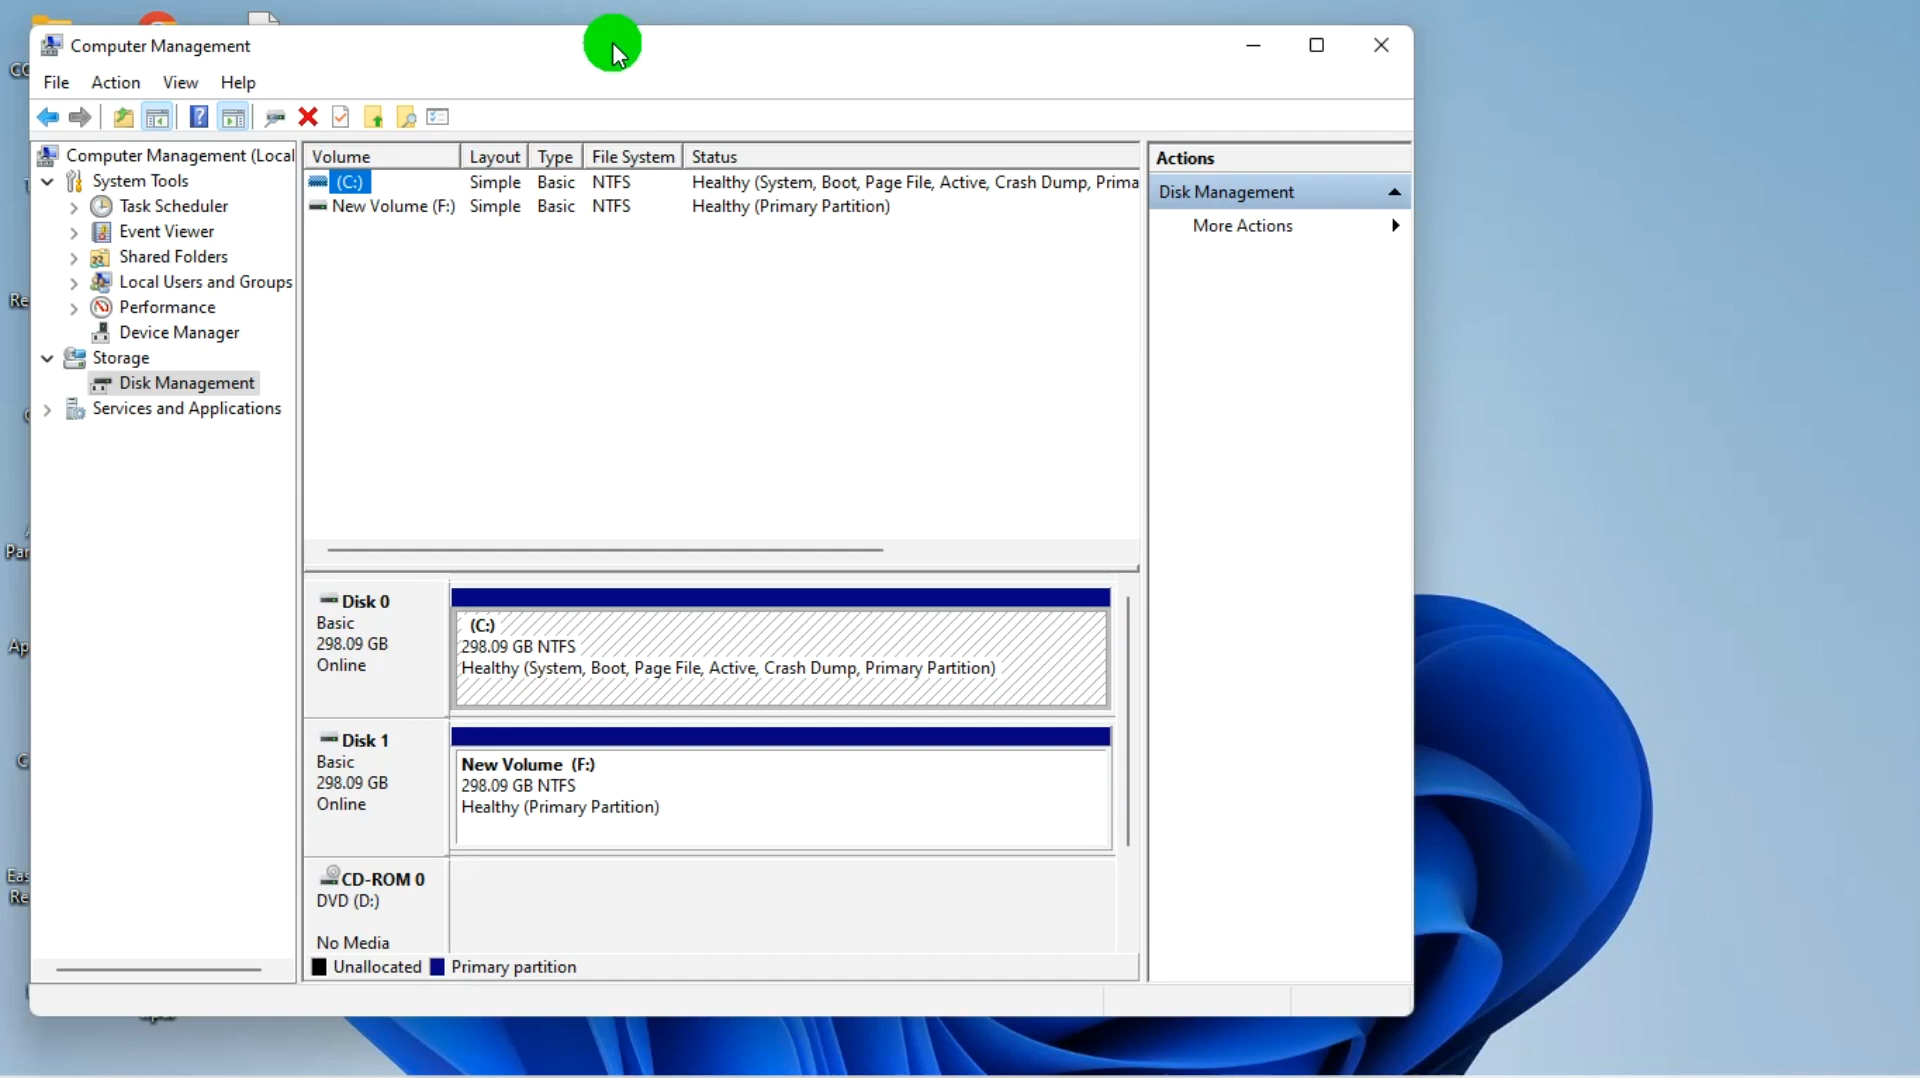 Computer Management
File Action View Help
Computer Management (Local
System Tools
Task Scheduler
Event Viewer
Shared Folders
Local Users and Groups
Performance
Device Manager
Storage
Disk Management
Services and Applications
Volume Layout Type File System Status
(C:) Simple Basic NTFS Healthy (System, Boot, Page File, Active, Crash Dump, Prima
New Volume (F:) Simple Basic NTFS Healthy (Primary Partition)
Disk 0
Basic
298.09 GB
Online
(C:)
298.09 GB NTFS
Healthy (System, Boot, Page File, Active, Crash Dump, Primary Partition)
Disk 1
Basic
298.09 GB
Online
New Volume (F:)
298.09 GB NTFS
Healthy (Primary Partition)
CD-ROM 0
DVD (D:)
No Media
Unallocated Primary partition
Actions
Disk Management
More Actions
Re
Par
Ap
Eas
Re